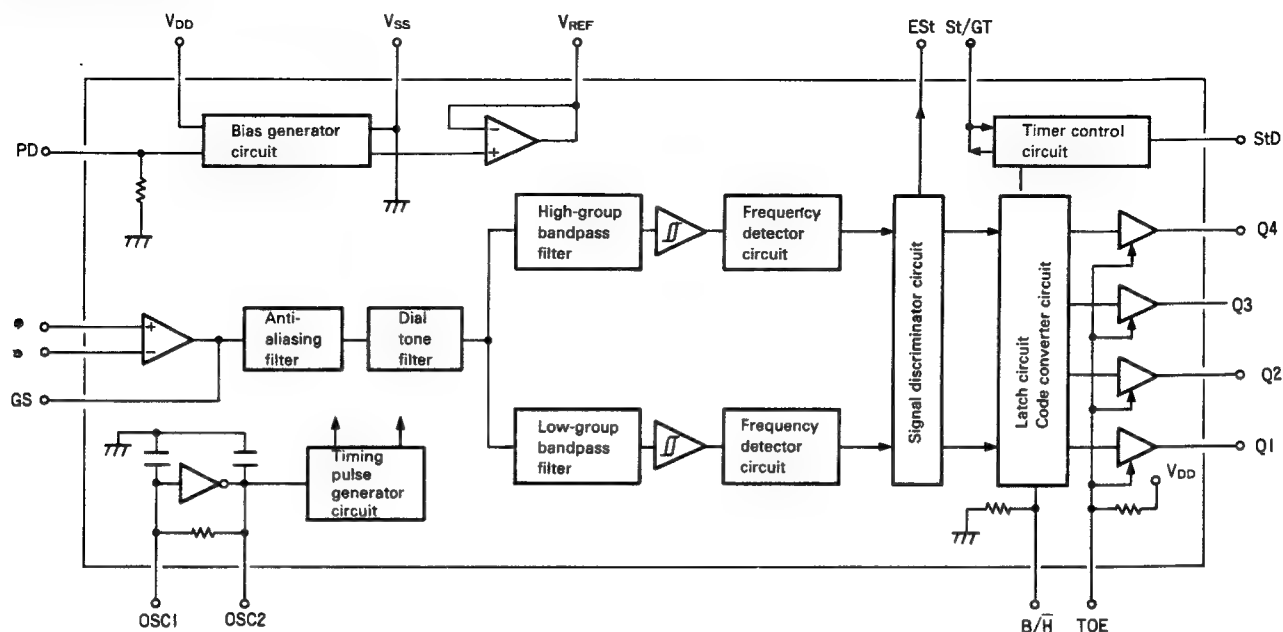 VDD
VSS
VREF
ESt
St/GT
PD
Bias generator
circuit
−
+
Timer control
circuit
StD
High-group
bandpass
filter
Frequency
detector
circuit
Q4
+
−
Anti-
aliasing
filter
Dial
tone
filter
Signal discriminator circuit
Latch circuit
Code converter circuit
Q3
GS
Q2
Low-group
bandpass
filter
Frequency
detector
circuit
Q1
Timing
pulse
generator
circuit
VDD
OSC1
OSC2
B/H̅
TOE